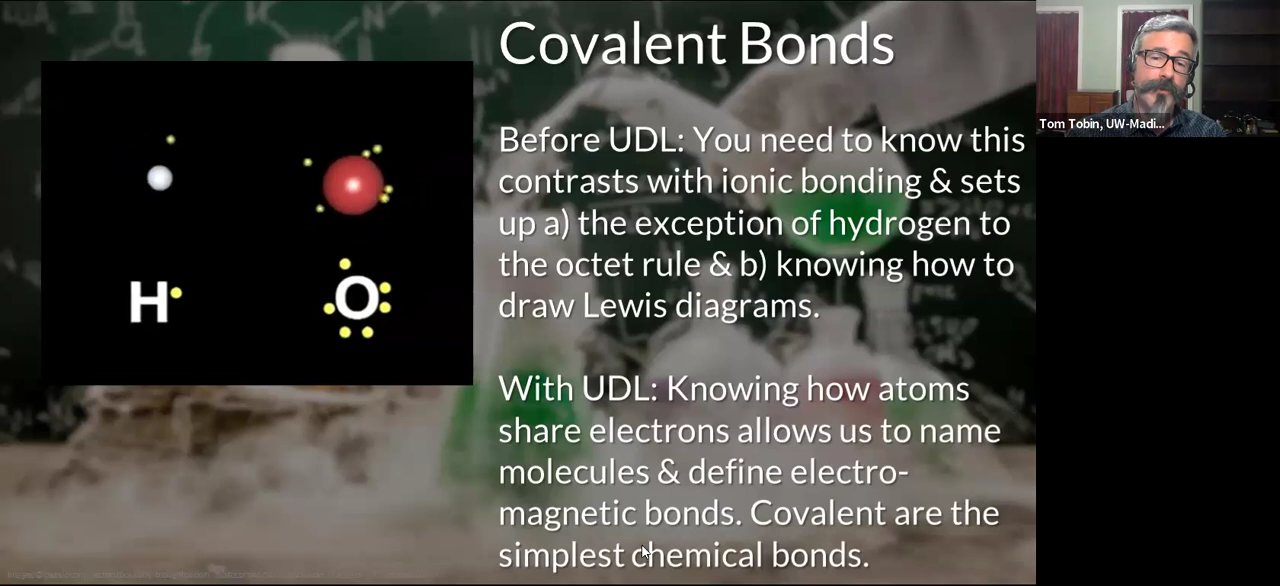 Covalent Bonds
Before UDL: You need to know this
contrasts with ionic bonding & sets
up a) the exception of hydrogen to
the octet rule & b) knowing how to
draw Lewis diagrams.
With UDL: Knowing how atoms
share electrons allows us to name
molecules & define electro-
magnetic bonds. Covalent are the
simplest chemical bonds.
H
O
Tom Tobin, UW-Madi...